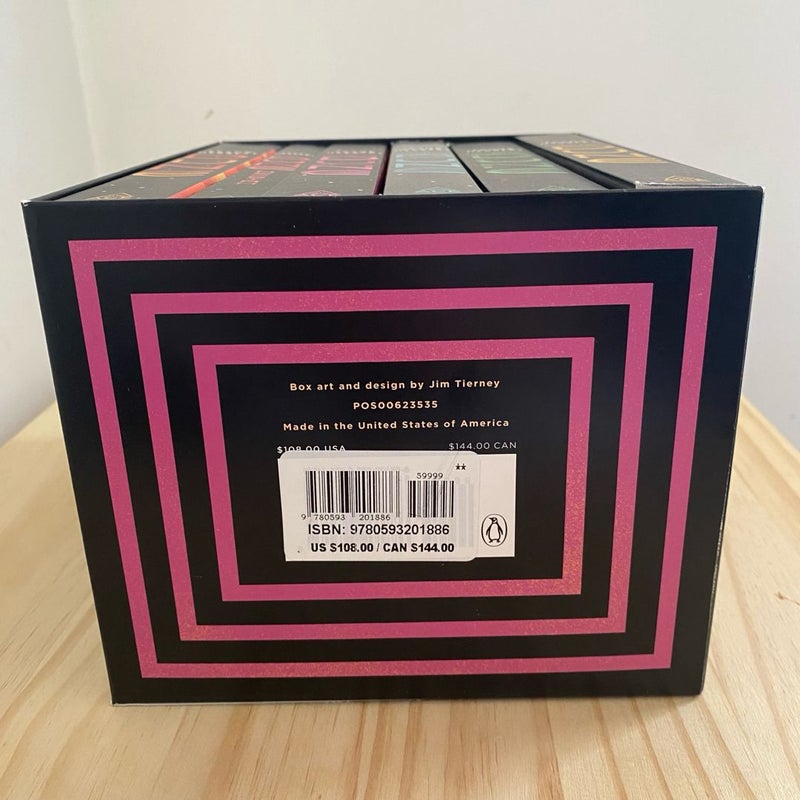 Box art and design by Jim Tierney
POS00623535
Made in the United States of America
$108.00 USA $144.00 CAN
**
59999
9 780593 201886
ISBN: 9780593201886
US $108.00 / CAN $144.00